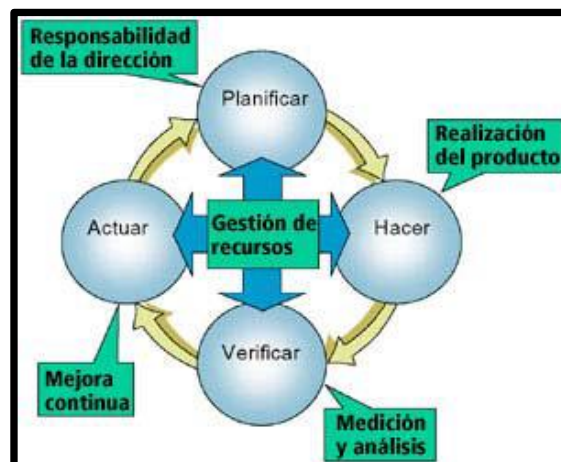 Responsabilidad
de la dirección
Planificar
Realización
del producto
Actuar
Gestión de
recursos
Hacer
Verificar
Mejora
continua
Medición
y análisis